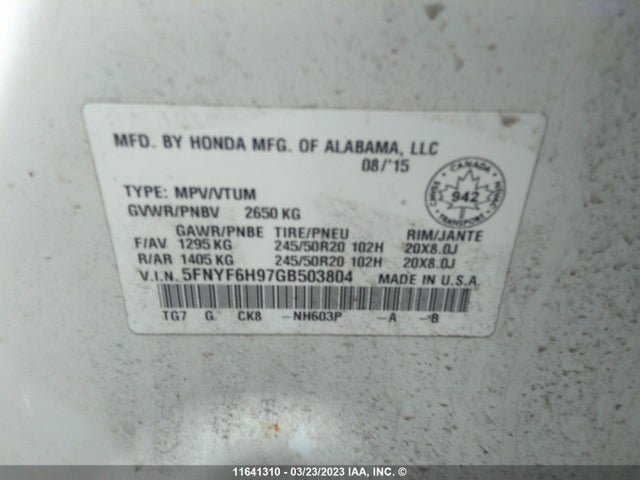 MFD. BY HONDA MFG. OF ALABAMA, LLC
08/'15
TYPE: MPV/VTUM
GVWR/PNBV 2650 KG
GAWR/PNBE TIRE/PNEU RIM/JANTE
F/AV 1295 KG 245/50R20 102H 20X8.0J
R/AR 1405 KG 245/50R20 102H 20X8.0J
V.I.N. 5FNYF6H97GB503804 MADE IN U.S.A.
TG7 G CK8 -NH603P -A -B
CANADA
942
TRANSPORT
11641310 - 03/23/2023 IAA, INC. ©